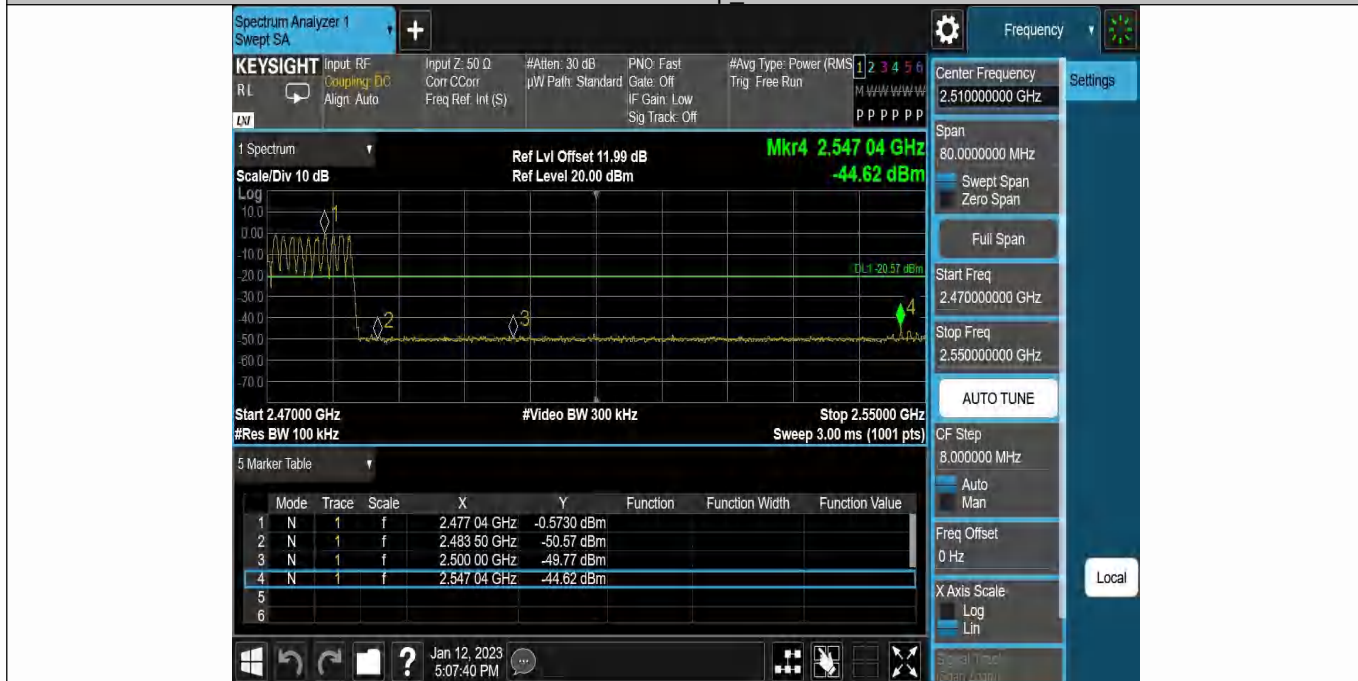 Spectrum Analyzer 1
Swept SA
+
Frequency
KEYSIGHT
RL
LXI
Input: RF
Coupling: DC
Align: Auto
Input Z: 50 Ω
Corr CCorr
Freq Ref: Int (S)
#Atten: 30 dB
µW Path: Standard
PNO: Fast
Gate: Off
IF Gain: Low
Sig Track: Off
#Avg Type: Power (RMS
Trig: Free Run
1 2 3 4 5 6
M W W W W W
P P P P P P
1 Spectrum
Scale/Div 10 dB
Ref Lvl Offset 11.99 dB
Ref Level 20.00 dBm
Mkr4 2.547 04 GHz
-44.62 dBm
Log
10.0
0.00
-10.0
-20.0
-30.0
-40.0
-50.0
-60.0
-70.0
1
2
3
4
DL1 -20.57 dBm
Start 2.47000 GHz
#Video BW 300 kHz
Stop 2.55000 GHz
#Res BW 100 kHz
Sweep 3.00 ms (1001 pts)
5 Marker Table
Mode Trace Scale X Y Function Function Width Function Value
1 N 1 f 2.477 04 GHz -0.5730 dBm
2 N 1 f 2.483 50 GHz -50.57 dBm
3 N 1 f 2.500 00 GHz -49.77 dBm
4 N 1 f 2.547 04 GHz -44.62 dBm
5
6
?
Jan 12, 2023
5:07:40 PM
Center Frequency
2.510000000 GHz
Settings
Span
80.0000000 MHz
Swept Span
Zero Span
Full Span
Start Freq
2.470000000 GHz
Stop Freq
2.550000000 GHz
AUTO TUNE
CF Step
8.000000 MHz
Auto
Man
Freq Offset
0 Hz
X Axis Scale
Log
Lin
Local
Signal Track
(Span Zoom)